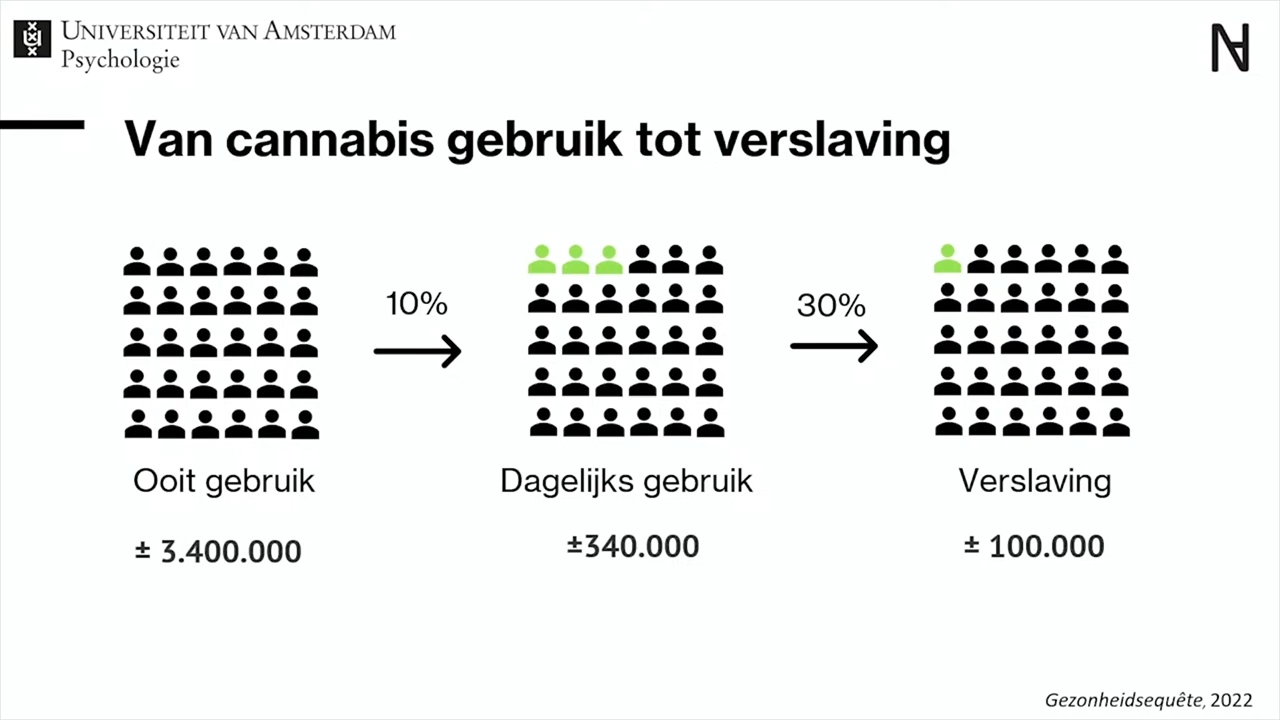 UNIVERSITEIT VAN AMSTERDAM
Psychologie
Van cannabis gebruik tot verslaving
10%
30%
Ooit gebruik
Dagelijks gebruik
Verslaving
± 3.400.000
±340.000
± 100.000
Gezonheidsequête, 2022